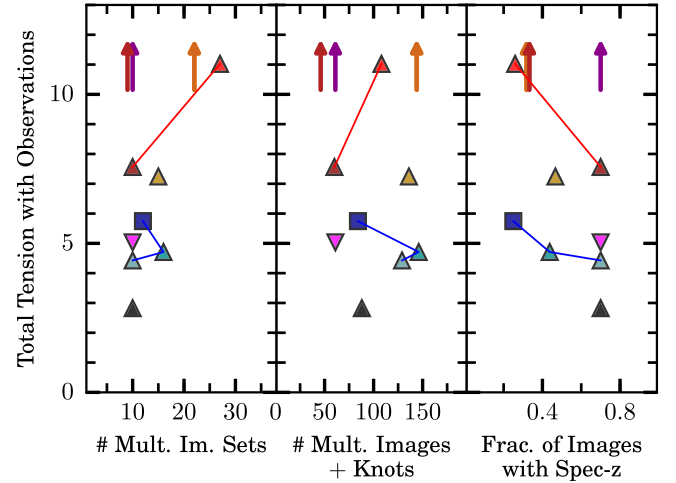 Total Tension with Observations
10
5
0
10 20 30 0 50 100 150 0.4 0.8
# Mult. Im. Sets # Mult. Images Frac. of Images
+ Knots with Spec-z